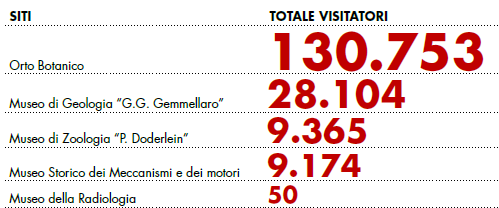 SITI TOTALE VISITATORI
Orto Botanico 130.753
Museo di Geologia “G.G. Gemmellaro” 28.104
Museo di Zoologia “P. Doderlein” 9.365
Museo Storico dei Meccanismi e dei motori 9.174
Museo della Radiologia 50